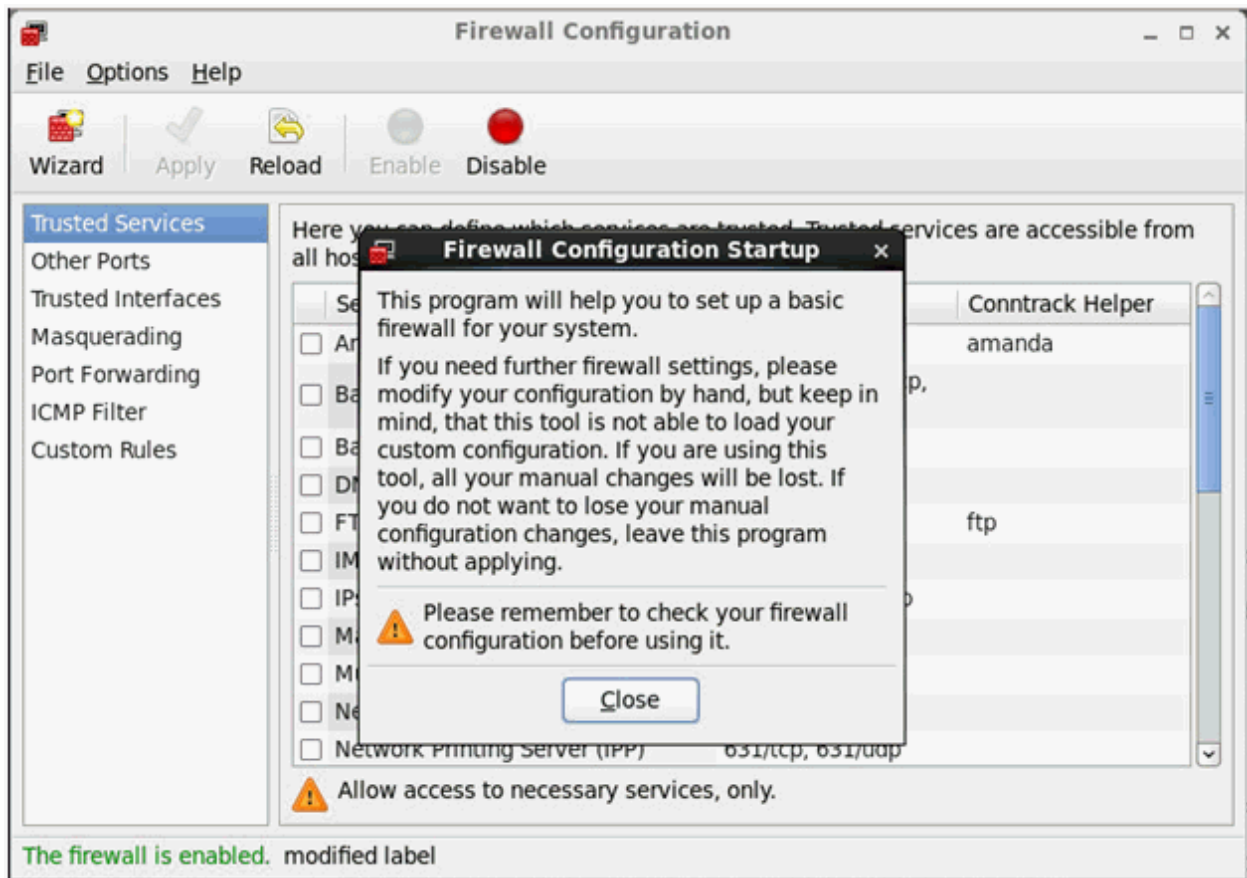 Firewall Configuration
File Options Help
Wizard Apply Reload Enable Disable
Trusted Services
Other Ports
Trusted Interfaces
Masquerading
Port Forwarding
ICMP Filter
Custom Rules
Here you can define which services are trusted. Trusted services are accessible from
all
Conntrack Helper
amanda
ftp
Firewall Configuration Startup
This program will help you to set up a basic
firewall for your system.
If you need further firewall settings, please
modify your configuration by hand, but keep in
mind, that this tool is not able to load your
custom configuration. If you are using this
tool, all your manual changes will be lost. If
you do not want to lose your manual
configuration changes, leave this program
without applying.
Please remember to check your firewall
configuration before using it.
Close
Network Printing Server (IPP) 631/tcp, 631/udp
Allow access to necessary services, only.
The firewall is enabled. modified label